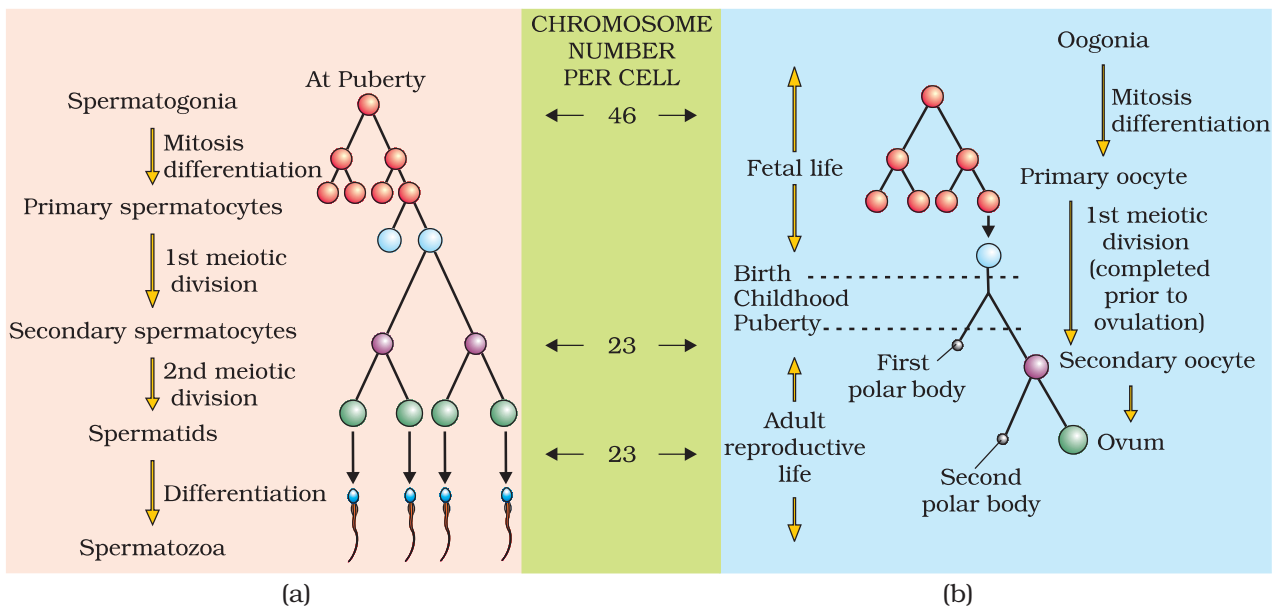 At Puberty
Spermatogonia
Mitosis
differentiation
Primary spermatocytes
1st meiotic
division
Secondary spermatocytes
2nd meiotic
division
Spermatids
Differentiation
Spermatozoa
(a)
CHROMOSOME
NUMBER
PER CELL
46
23
23
Oogonia
Mitosis
differentiation
Fetal life
Primary oocyte
1st meiotic
division
(completed
prior to
ovulation)
Birth
Childhood
Puberty
First
polar body
Secondary oocyte
Adult
reproductive
life
Ovum
Second
polar body
(b)